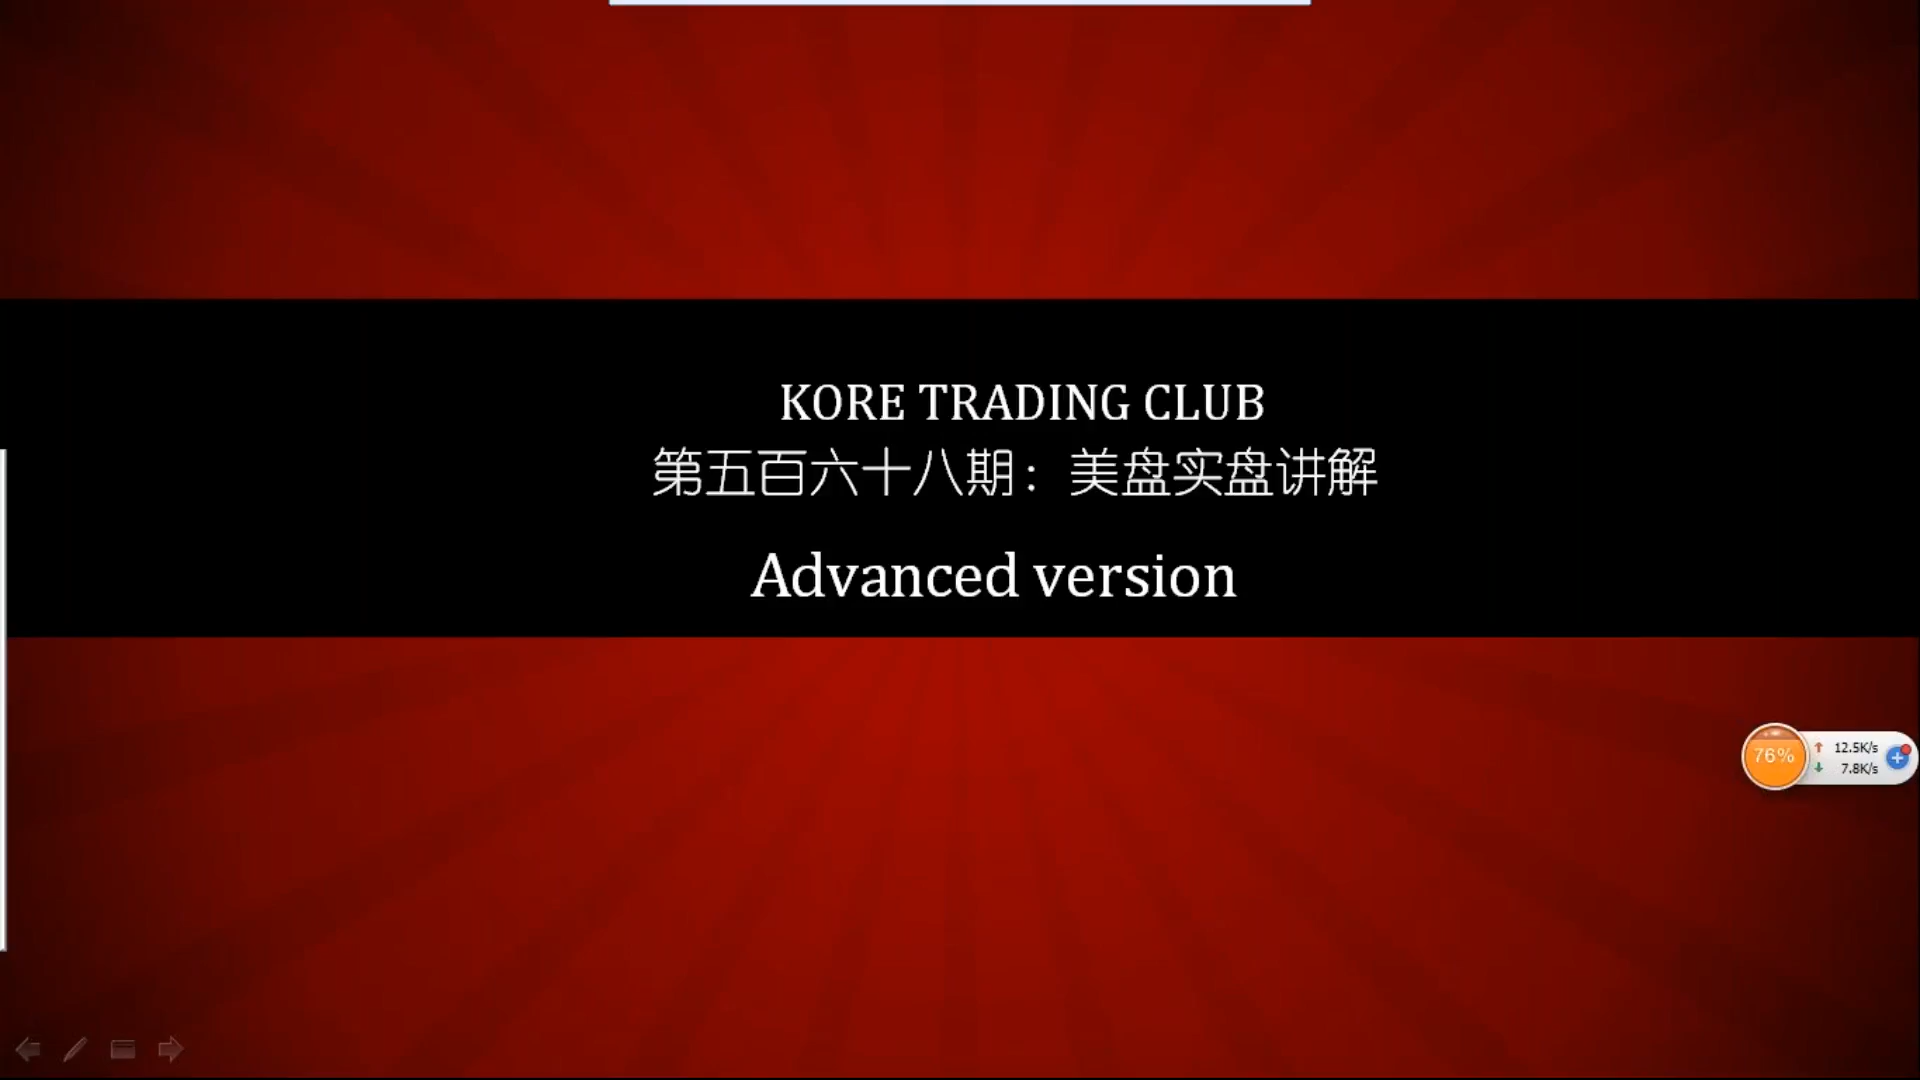 KORE TRADING CLUB
第五百六十八期：美盘实盘讲解
Advanced version
76%
12.5K/s
7.8K/s